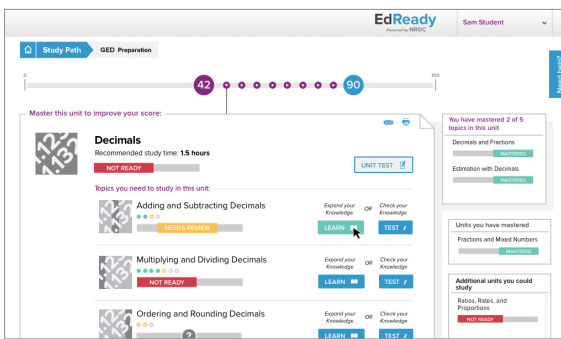 EdReady
Powered by NROC
Sam Student
Study Path
GED Preparation
Need help?
0
42
90
100
Master this unit to improve your score:
Decimals
Recommended study time: 1.5 hours
NOT READY
UNIT TEST
Topics you need to study in this unit:
Adding and Subtracting Decimals
NEEDS REVIEW
Expand your
Knowledge
OR
Check your
Knowledge
LEARN
TEST
Multiplying and Dividing Decimals
NOT READY
Expand your
Knowledge
OR
Check your
Knowledge
LEARN
TEST
Ordering and Rounding Decimals
?
Expand your
Knowledge
OR
Check your
Knowledge
LEARN
TEST
You have mastered 2 of 5
topics in this unit
Decimals and Fractions
MASTERED
Estimation with Decimals
MASTERED
Units you have mastered
Fractions and Mixed Numbers
MASTERED
Additional units you could
study
Ratios, Rates, and
Proportions
NOT READY